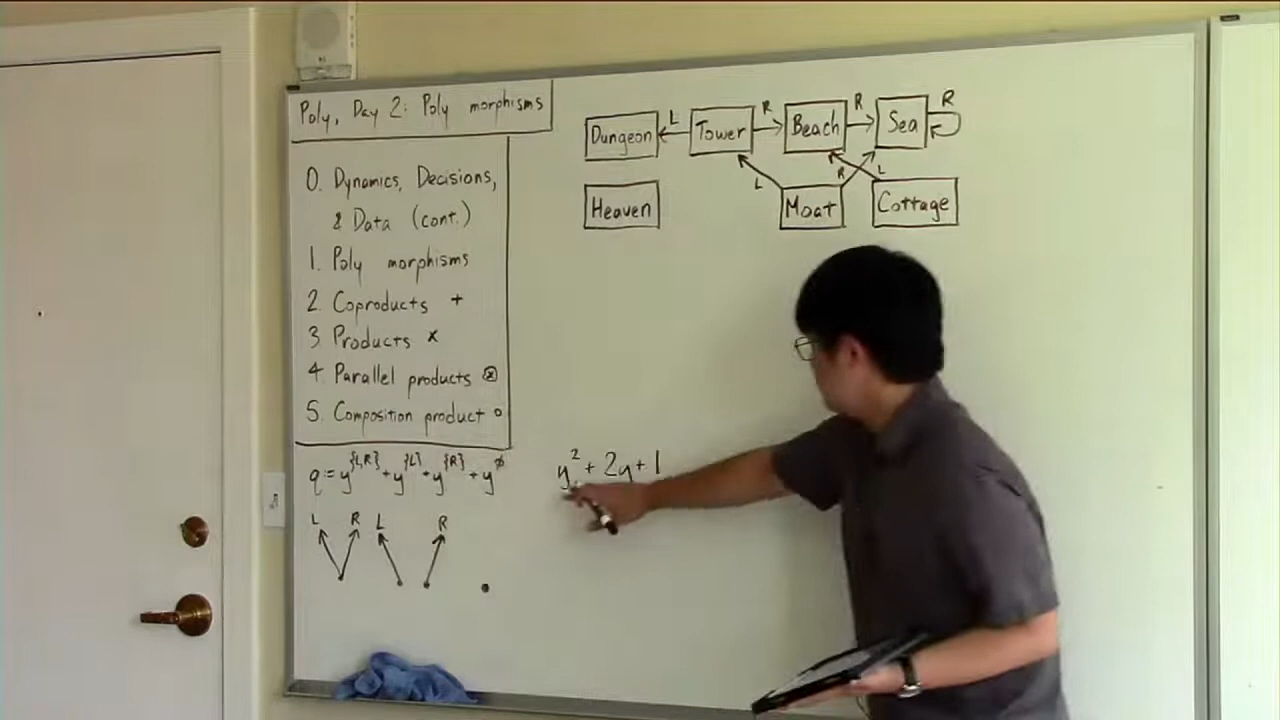 Poly, Day 2: Poly morphisms
0. Dynamics, Decisions,
& Data (cont.)
1. Poly morphisms
2. Coproducts +
3 Products ×
4. Parallel products ⊗
5. Composition product ∘
q := y^{L,R} + y^{L} + y^{R} + y^∅
L R L R
L R R R
Dungeon Tower Beach Sea
L R L
Heaven Moat Cottage
y² + 2y + 1